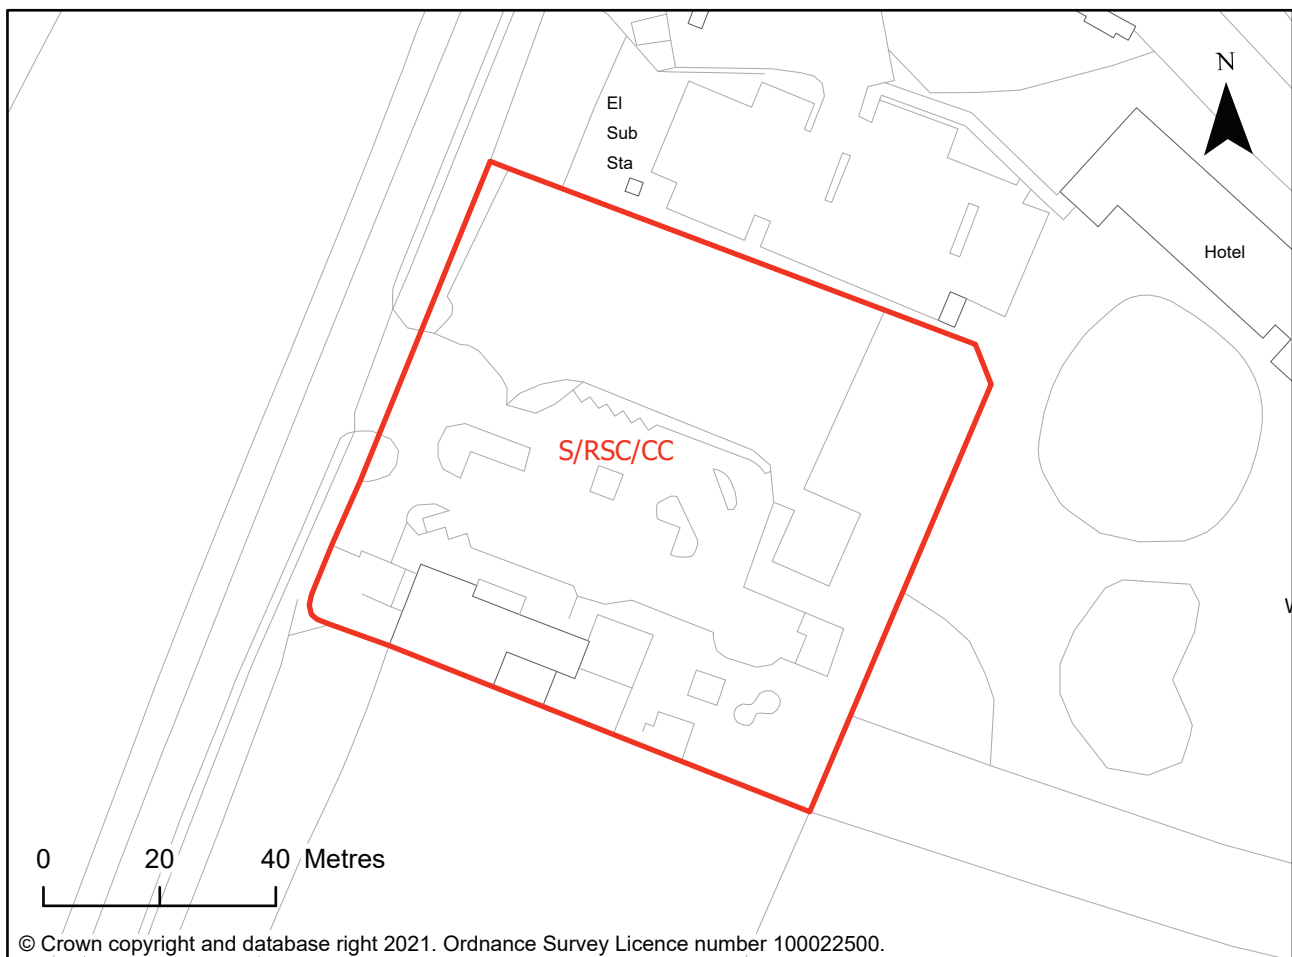 N
El
Sub
Sta
Hotel
S/RSC/CC
0 20 40 Metres
© Crown copyright and database right 2021. Ordnance Survey Licence number 100022500.